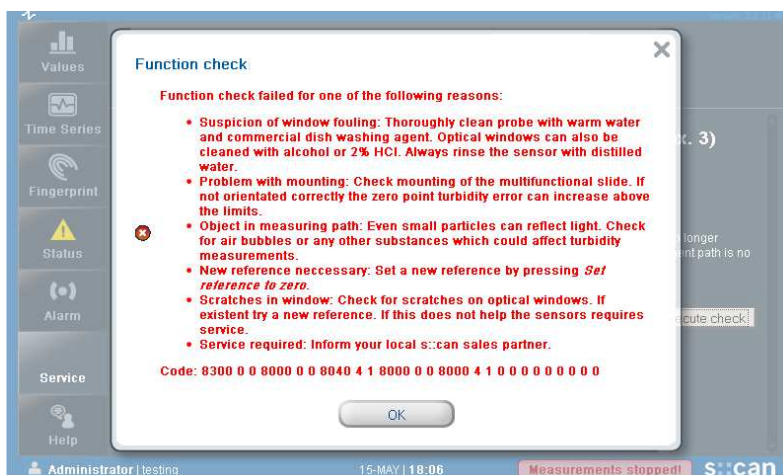 Values
Time Series
Fingerprint
Status
Alarm
Service
Help
Function check
Function check failed for one of the following reasons:
• Suspicion of window fouling: Thoroughly clean probe with warm water
and commercial dish washing agent. Optical windows can also be
cleaned with alcohol or 2% HCl. Always rinse the sensor with distilled
water.
• Problem with mounting: Check mounting of the multifunctional slide. If
not orientated correctly the zero point turbidity error can increase above
the limits.
• Object in measuring path: Even small particles can reflect light. Check
for air bubbles or any other substances which could affect turbidity
measurements.
• New reference neccessary: Set a new reference by pressing Set
reference to zero.
• Scratches in window: Check for scratches on optical windows. If
existent try a new reference. If this does not help the sensors requires
service.
• Service required: Inform your local s::can sales partner.
Code: 8300 0 0 8000 0 0 8040 4 1 8000 0 0 8000 4 1 0 0 0 0 0 0 0 0 0
OK
3)
longer
path is no
check
Administrator | testing 15-MAY | 18:06 Measurements stopped! s::can